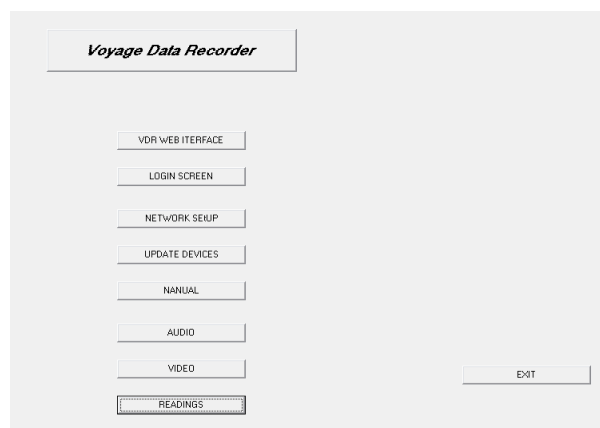 Voyage Data Recorder
VDR WEB ITERFACE
LOGIN SCREEN
NETWORK SEtUP
UPDATE DEVICES
NANUAL
AUDIO
VIDEO
EXIT
READINGS